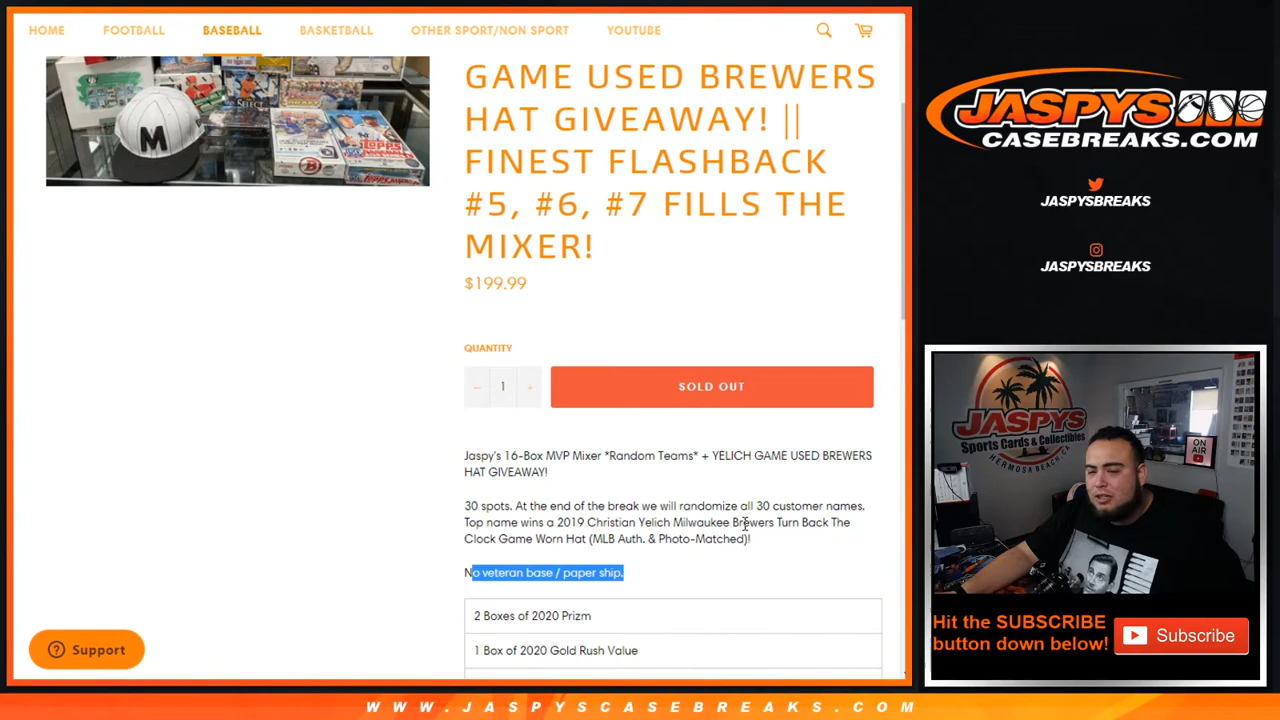 HOME
FOOTBALL
BASEBALL
BASKETBALL
OTHER SPORT/NON SPORT
YOUTUBE
M
GAME USED BREWERS
HAT GIVEAWAY! ||
FINEST FLASHBACK
#5, #6, #7 FILLS THE
MIXER!
$199.99
QUANTITY
− 1 +
SOLD OUT
Jaspy's 16-Box MVP Mixer *Random Teams* + YELICH GAME USED BREWERS
HAT GIVEAWAY!
30 spots. At the end of the break we will randomize all 30 customer names.
Top name wins a 2019 Christian Yelich Milwaukee Brewers Turn Back The
Clock Game Worn Hat (MLB Auth. & Photo-Matched)!
No veteran base / paper ship.
2 Boxes of 2020 Prizm
1 Box of 2020 Gold Rush Value
Support
JASPYS
CASEBREAKS.COM
JASPYSBREAKS
JASPYSBREAKS
JASPYS
Sports Cards & Collectibles
HERMOSA BEACH, CA
ON AIR
Hit the SUBSCRIBE
button down below!
Subscribe
WWW.JASPYSCASEBREAKS.COM